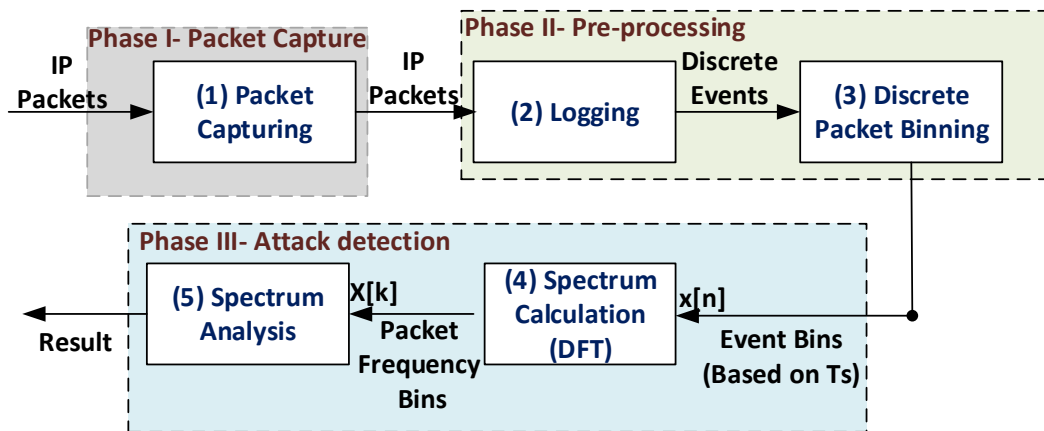 Phase I- Packet Capture
IP
Packets
(1) Packet
Capturing
IP
Packets
Phase II- Pre-processing
(2) Logging
Discrete
Events
(3) Discrete
Packet Binning
Phase III- Attack detection
x[n]
Event Bins
(Based on Ts)
(4) Spectrum
Calculation
(DFT)
X[k]
Packet
Frequency
Bins
(5) Spectrum
Analysis
Result